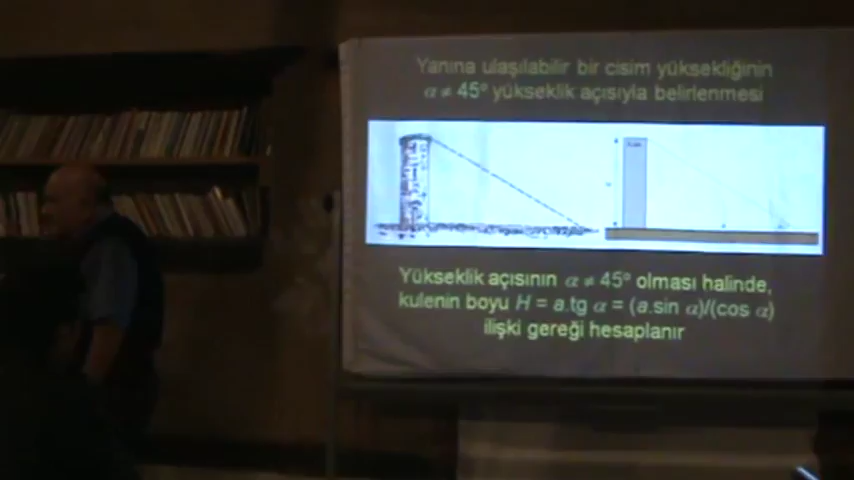 Yanına ulaşılabilir bir cisim yüksekliğinin
α ≠ 45° yükseklik açısıyla belirlenmesi
Yükseklik açısının α ≠ 45° olması halinde,
kulenin boyu H = a.tg α = (a.sin α)/(cos α)
ilişki gereği hesaplanır